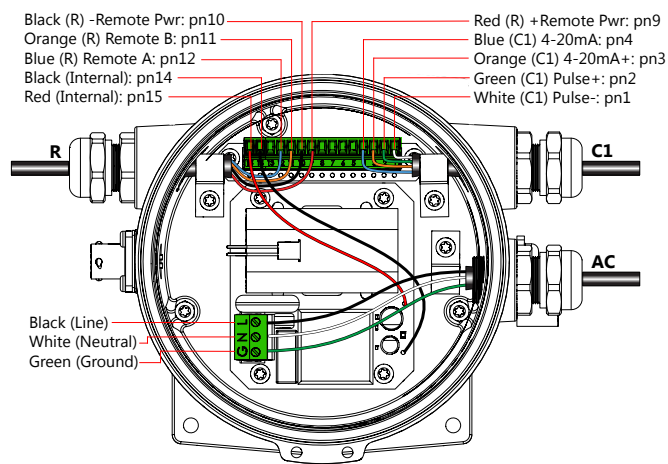 Black (R) -Remote Pwr: pn10
Orange (R) Remote B: pn11
Blue (R) Remote A: pn12
Black (Internal): pn14
Red (Internal): pn15
Red (R) +Remote Pwr: pn9
Blue (C1) 4-20mA: pn4
Orange (C1) 4-20mA+: pn3
Green (C1) Pulse+: pn2
White (C1) Pulse-: pn1
R
C1
AC
Black (Line)
White (Neutral)
Green (Ground)
L
N
G